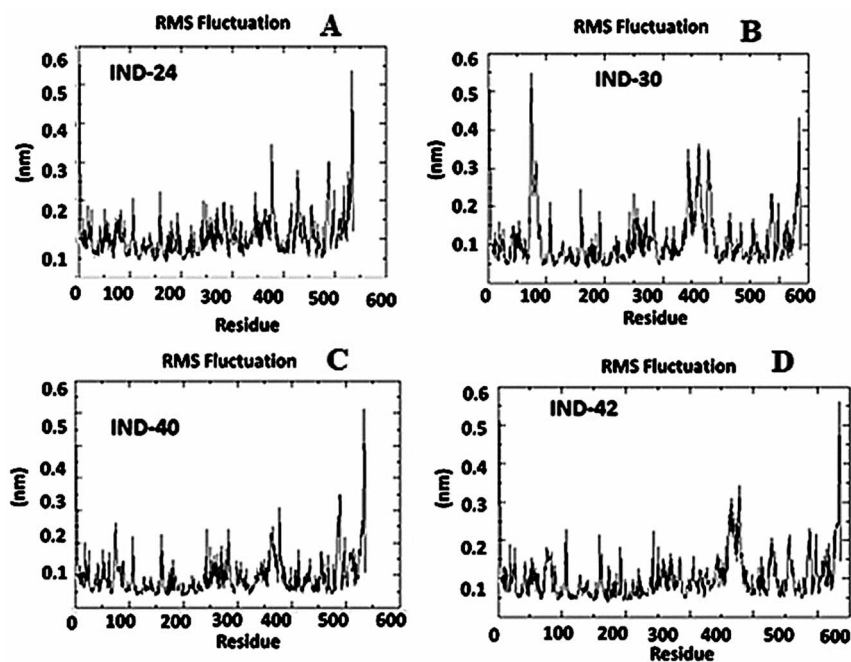 RMS Fluctuation A
IND-24
0.6
0.5
0.4
0.3
0.2
0.1
(nm)
0 100 200 300 400 500 600
Residue
RMS Fluctuation B
IND-30
0.6
0.5
0.4
0.3
0.2
0.1
(nm)
0 100 200 300 400 500 600
Residue
RMS Fluctuation C
IND-40
0.6
0.5
0.4
0.3
0.2
0.1
(nm)
0 100 200 300 400 500 600
Residue
RMS Fluctuation D
IND-42
0.6
0.5
0.4
0.3
0.2
0.1
(nm)
0 100 200 300 400 500 600
Residue